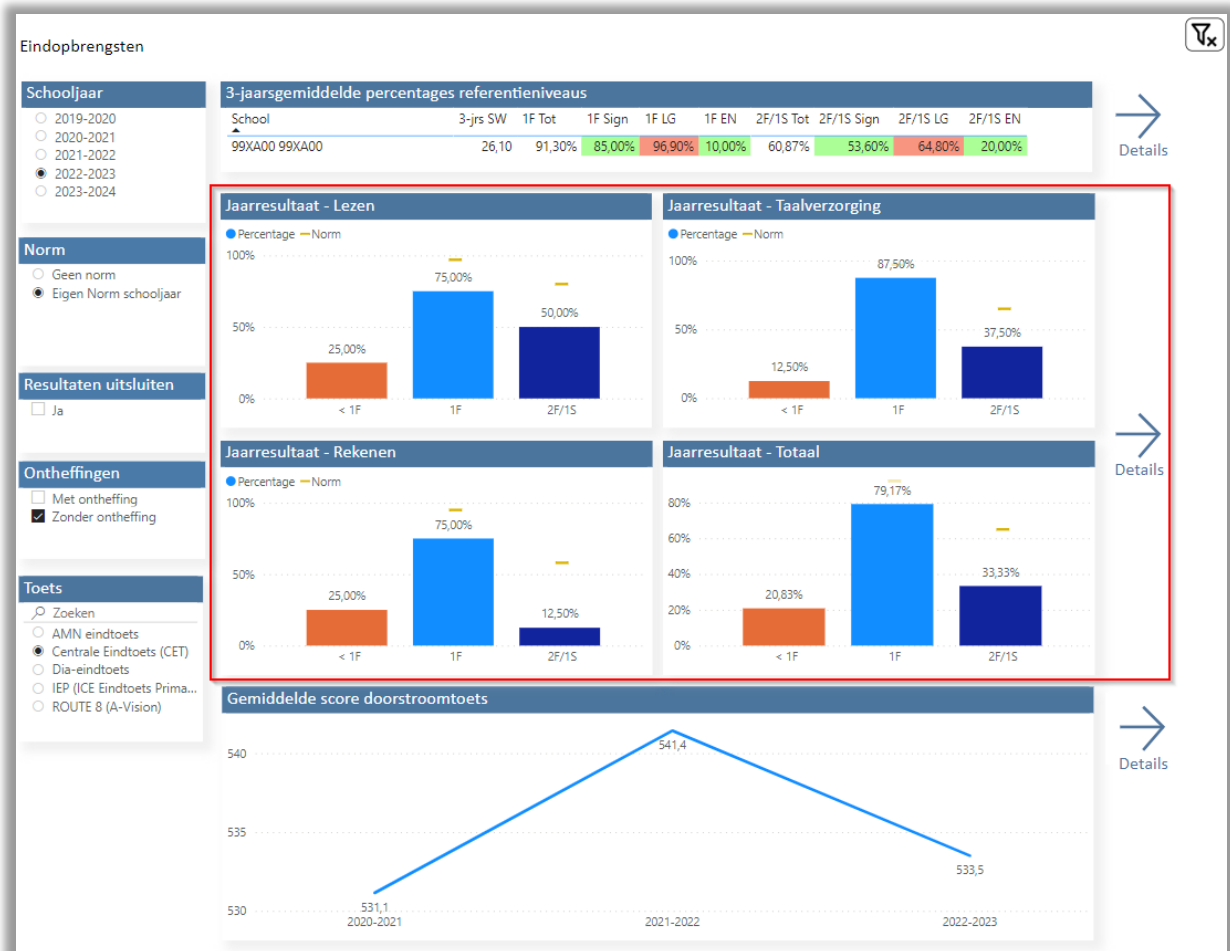 Eindopbrengsten
Schooljaar
2019-2020
2020-2021
2021-2022
2022-2023
2023-2024
Norm
Geen norm
Eigen Norm schooljaar
Resultaten uitsluiten
Ja
Ontheffingen
Met ontheffing
Zonder ontheffing
Toets
Zoeken
AMN eindtoets
Centrale Eindtoets (CET)
Dia-eindtoets
IEP (ICE Eindtoets Prima...
ROUTE 8 (A-Vision)
3-jaarsgemiddelde percentages referentieniveaus
School 3-jrs SW 1F Tot 1F Sign 1F LG 1F EN 2F/1S Tot 2F/1S Sign 2F/1S LG 2F/1S EN
99XA00 99XA00 26,10 91,30% 85,00% 96,90% 10,00% 60,87% 53,60% 64,80% 20,00%
Details
Jaarresultaat - Lezen
Percentage Norm
100%
75,00%
50,00%
50%
25,00%
0%
< 1F 1F 2F/1S
Jaarresultaat - Taalverzorging
Percentage Norm
100%
87,50%
50%
37,50%
12,50%
0%
< 1F 1F 2F/1S
Jaarresultaat - Rekenen
Percentage Norm
100%
75,00%
50%
25,00%
12,50%
0%
< 1F 1F 2F/1S
Jaarresultaat - Totaal
79,17%
80%
60%
40%
33,33%
20,83%
20%
0%
< 1F 1F 2F/1S
Details
Gemiddelde score doorstroomtoets
540
541,4
535
533,5
530
531,1
2020-2021 2021-2022 2022-2023
Details